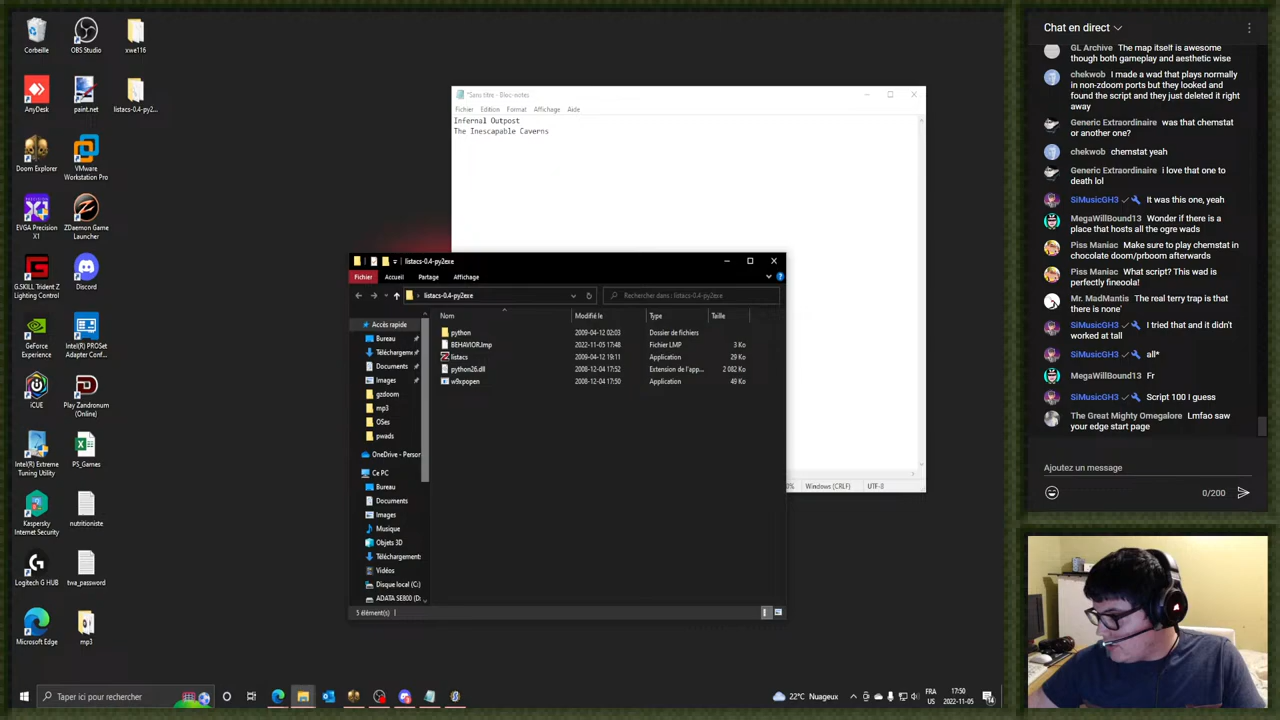 Corbeille
OBS Studio
xwe116
AnyDesk
paint.net
listacs-0.4-py2...
Doom Explorer
VMware Workstation Pro
EVGA Precision X1
ZDaemon Game Launcher
G.SKILL Trident Z Lighting Control
Discord
GeForce Experience
Intel(R) PROSet Adapter Conf...
iCUE
Play Zandronum (Online)
Intel(R) Extreme Tuning Utility
PS_Games
Kaspersky Internet Security
nutritioniste
Logitech G HUB
twa_password
Microsoft Edge
mp3
*Sans titre - Bloc-notes
Fichier Edition Format Affichage Aide
Infernal Outpost
The Inescapable Caverns
Windows (CRLF) UTF-8
listacs-0.4-py2exe
Fichier Accueil Partage Affichage
listacs-0.4-py2exe
Rechercher dans : listacs-0.4-py2exe
Nom Modifié le Type Taille
python 2009-04-12 02:03 Dossier de fichiers
BEHAVIOR.lmp 2022-11-05 17:48 Fichier LMP 3 Ko
listacs 2009-04-12 19:11 Application 29 Ko
python26.dll 2008-12-04 17:52 Extension de l'app... 2 082 Ko
w9xpopen 2008-12-04 17:50 Application 49 Ko
Accès rapide
Bureau
Téléchargeme
Documents
Images
gzdoom
mp3
OSes
pwads
OneDrive - Person
Ce PC
Bureau
Documents
Images
Musique
Objets 3D
Téléchargements
Vidéos
Disque local (C:)
ADATA SE800 (D:
5 élément(s)
Taper ici pour rechercher
22°C Nuageux
FRA
US
17:50
2022-11-05
14
Chat en direct
GL Archive The map itself is awesome
though both gameplay and aesthetic wise
chekwob I made a wad that plays normally
in non-zdoom ports but they looked and
found the script and they just deleted it right
away
Generic Extraordinaire was that chemstat
or another one?
chekwob chemstat yeah
Generic Extraordinaire i love that one to
death lol
SiMusicGH3 It was this one, yeah
MegaWillBound13 Wonder if there is a
place that hosts all the ogre wads
Piss Maniac Make sure to play chemstat in
chocolate doom/prboom afterwards
Piss Maniac What script? This wad is
perfectly fineoola!
Mr. MadMantis The real terry trap is that
there is none'
SiMusicGH3 I tried that and it didn't
worked at tall
SiMusicGH3 all*
MegaWillBound13 Fr
SiMusicGH3 Script 100 I guess
The Great Mighty Omegalore Lmfao saw
your edge start page
Ajoutez un message
0/200